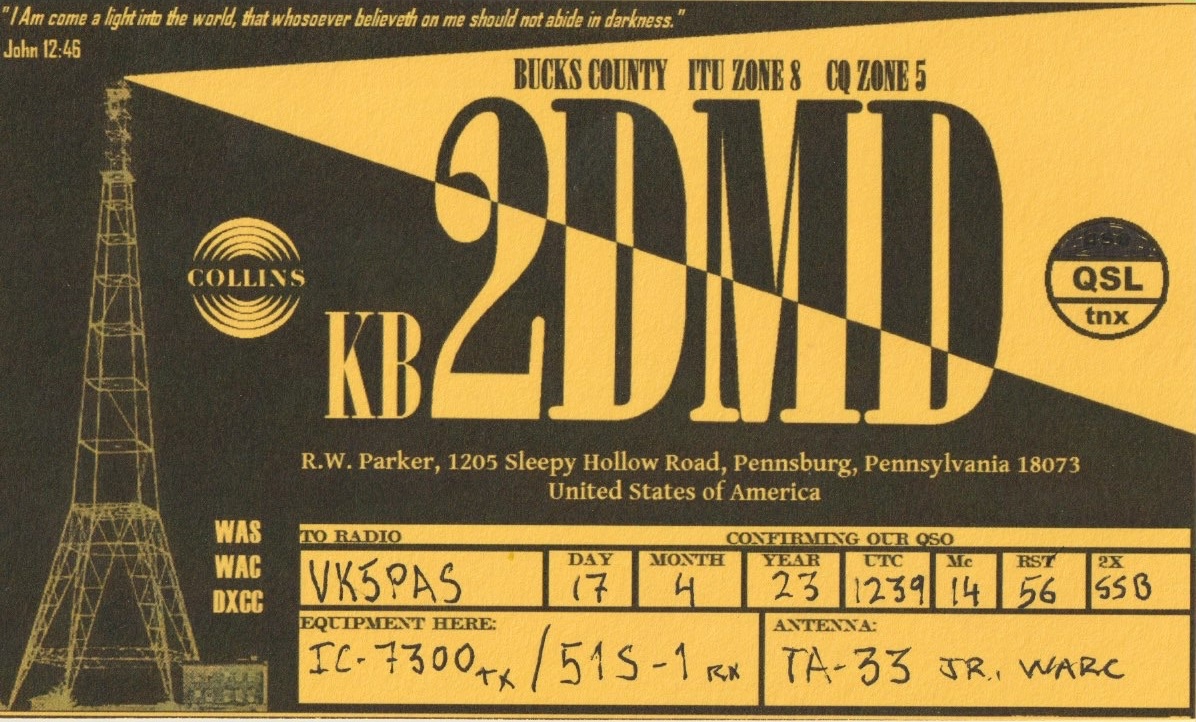 "I Am come a light into the world, that whosoever believeth on me should not abide in darkness."
John 12:46
BUCKS COUNTY ITU ZONE 8 CQ ZONE 5
KB2DMD
COLLINS
QSL
tnx
R.W. Parker, 1205 Sleepy Hollow Road, Pennsburg, Pennsylvania 18073
United States of America
WAS
WAC
DXCC
TO RADIO CONFIRMING OUR QSO
DAY MONTH YEAR UTC Mc RST 2X
VK5PAS 17 4 23 1239 14 56 SSB
EQUIPMENT HERE: ANTENNA:
IC-7300 TX / 51S-1 RX TA-33 JR. WARC